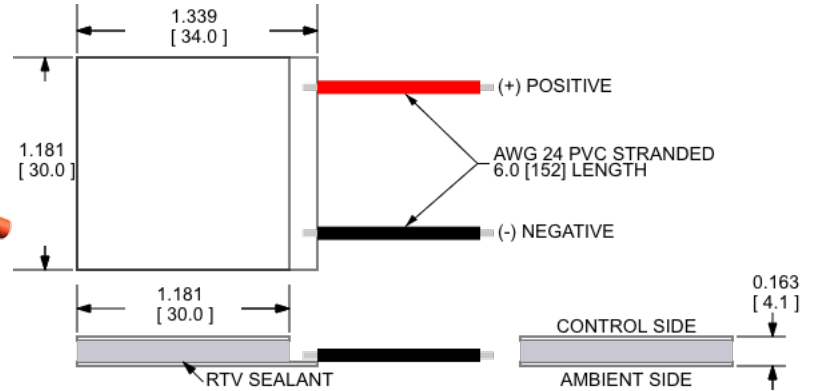 1.339
[ 34.0 ]
(+) POSITIVE
1.181
[ 30.0 ]
AWG 24 PVC STRANDED
6.0 [152] LENGTH
(-) NEGATIVE
1.181
[ 30.0 ]
0.163
[ 4.1 ]
CONTROL SIDE
RTV SEALANT
AMBIENT SIDE